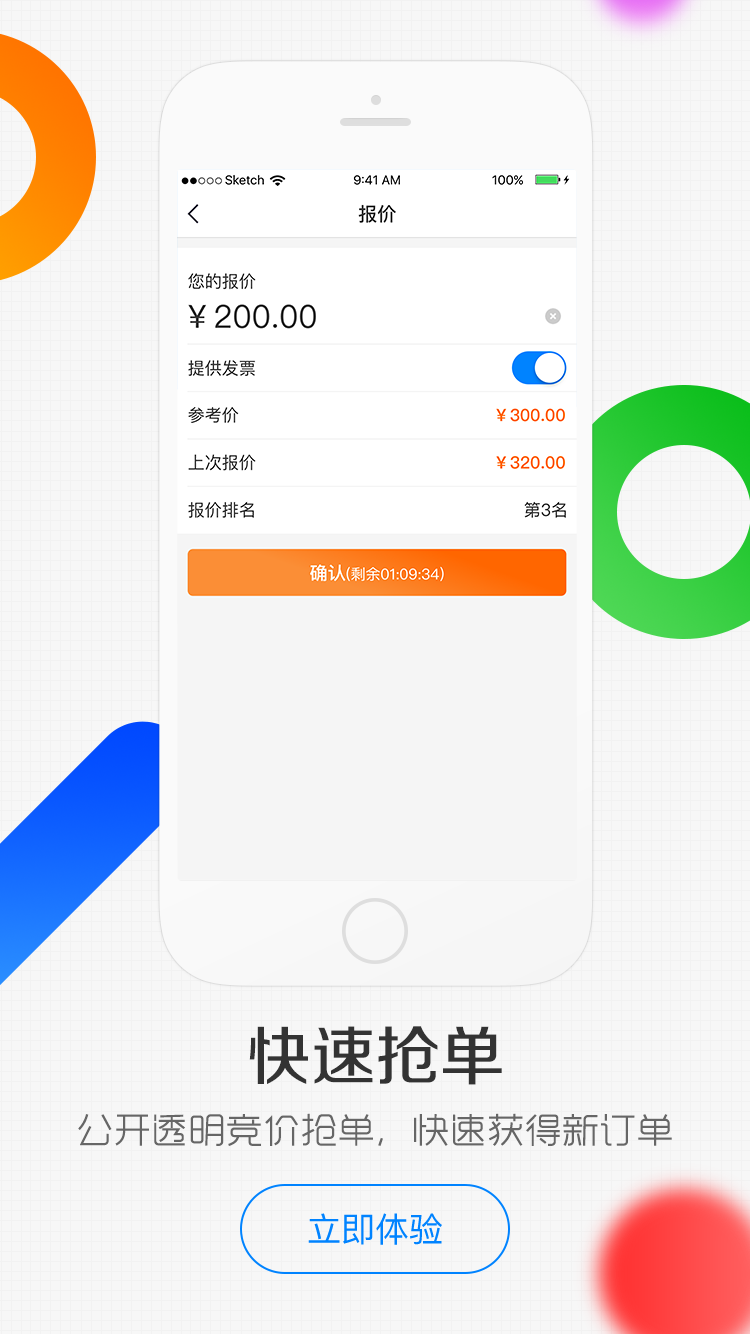 Sketch 9:41 AM 100%
报价
您的报价
¥ 200.00
提供发票
参考价 ¥ 300.00
上次报价 ¥ 320.00
报价排名 第3名
确认(剩余01:09:34)
快速抢单
公开透明竞价抢单，快速获得新订单
立即体验